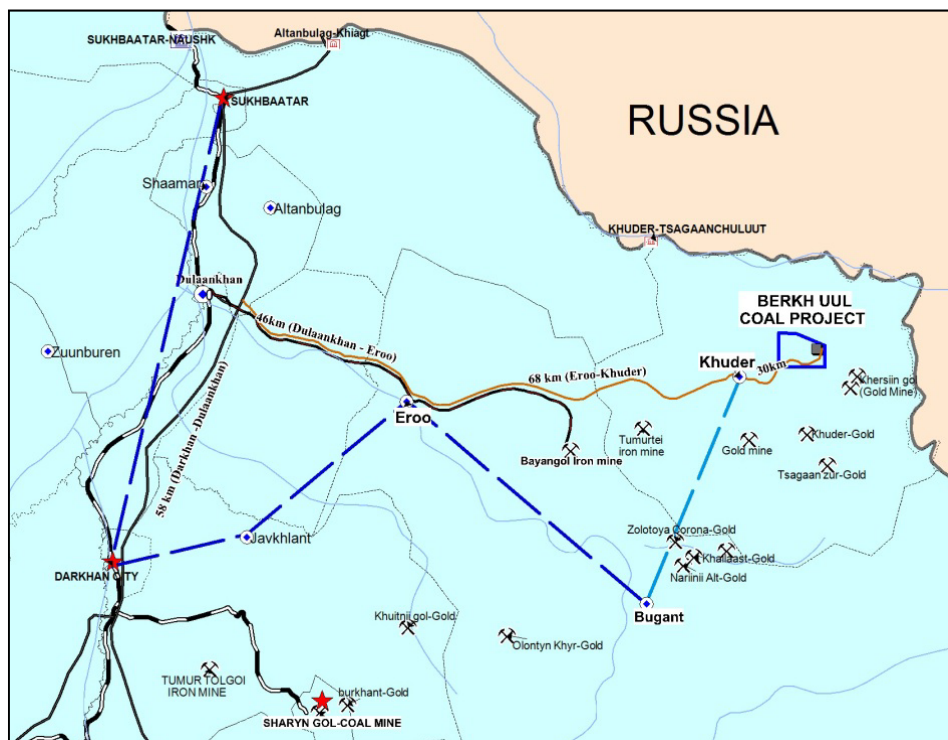 SUKHBAATAR-NAUSHK
Altanbulag-Khiagt
SUKHBAATAR
RUSSIA
Shaamar
Altanbulag
KHUDER-TSAGAANCHULUUT
Dulaankhan
BERKH UUL
COAL PROJECT
46km (Dulaankhan - Eroo)
Zuunburen
Khuder
30km
68 km (Eroo-Khuder)
Khersiin gol
(Gold Mine)
58 km (Darkhan -Dulaankhan)
Eroo
Tumurtei
iron mine
Gold mine
Khuder-Gold
Bayangol Iron mine
Tsagaan zur-Gold
Zolotoya Corona-Gold
Javkhlant
Khailaast-Gold
DARKHAN CITY
Nariinii Alt-Gold
Bugant
Khuitnii gol-Gold
Olontyn Khyr-Gold
TUMUR TOLGOI
IRON MINE
burkhant-Gold
SHARYN GOL-COAL MINE